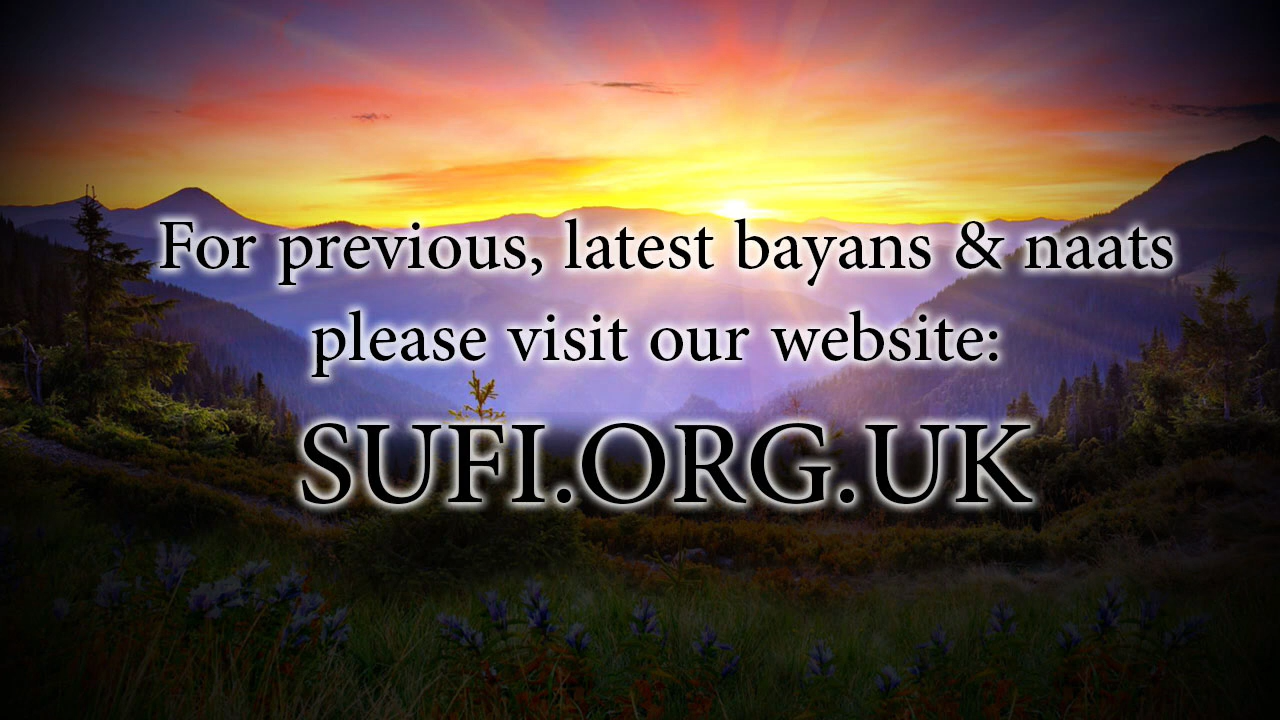 For previous, latest bayans & naats
please visit our website:
SUFI.ORG.UK